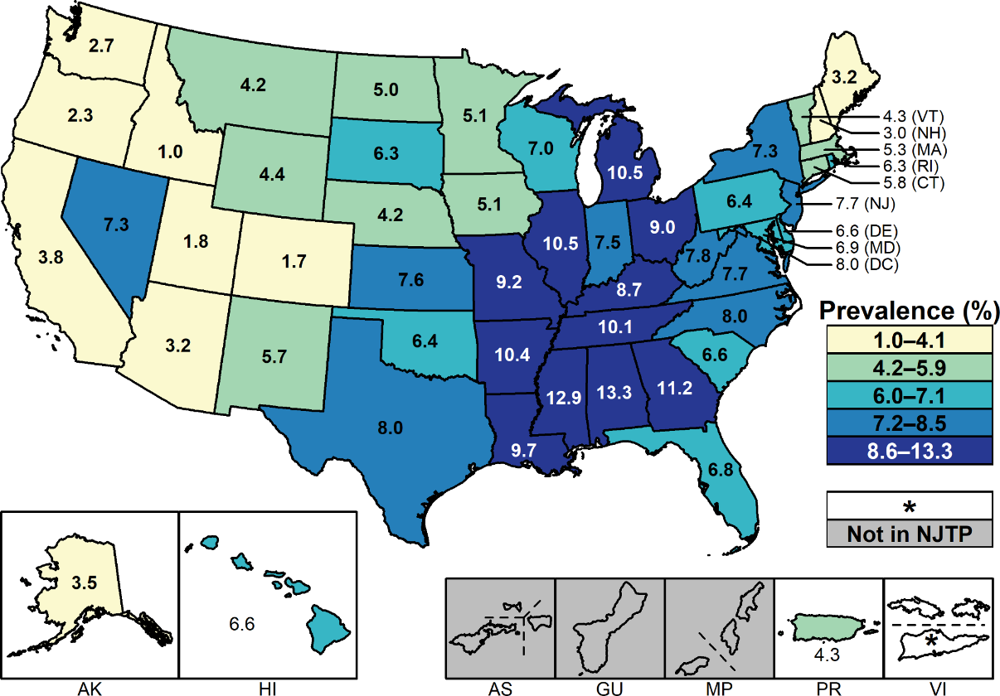 2.7
4.2
5.0
5.1
3.2
2.3
1.0
4.4
6.3
7.0
10.5
7.3
4.3 (VT)
3.0 (NH)
5.3 (MA)
6.3 (RI)
5.8 (CT)
7.7 (NJ)
6.6 (DE)
6.9 (MD)
8.0 (DC)
3.8
7.3
1.8
1.7
4.2
5.1
10.5
7.5
9.0
6.4
7.6
9.2
8.7
7.8
7.7
3.2
5.7
6.4
10.4
10.1
8.0
6.6
8.0
9.7
12.9
13.3
11.2
6.8
Prevalence (%)
1.0–4.1
4.2–5.9
6.0–7.1
7.2–8.5
8.6–13.3
*
Not in NJTP
3.5
6.6
4.3
*
AK
HI
AS
GU
MP
PR
VI